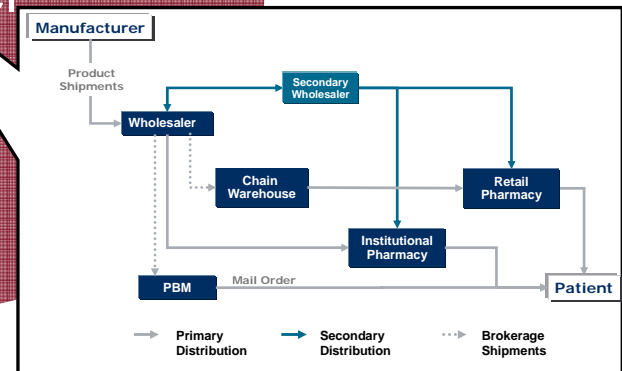 Manufacturer
Product
Shipments
Secondary
Wholesaler
Wholesaler
Chain
Warehouse
Retail
Pharmacy
Institutional
Pharmacy
PBM
Mail Order
Patient
Primary
Distribution
Secondary
Distribution
Brokerage
Shipments